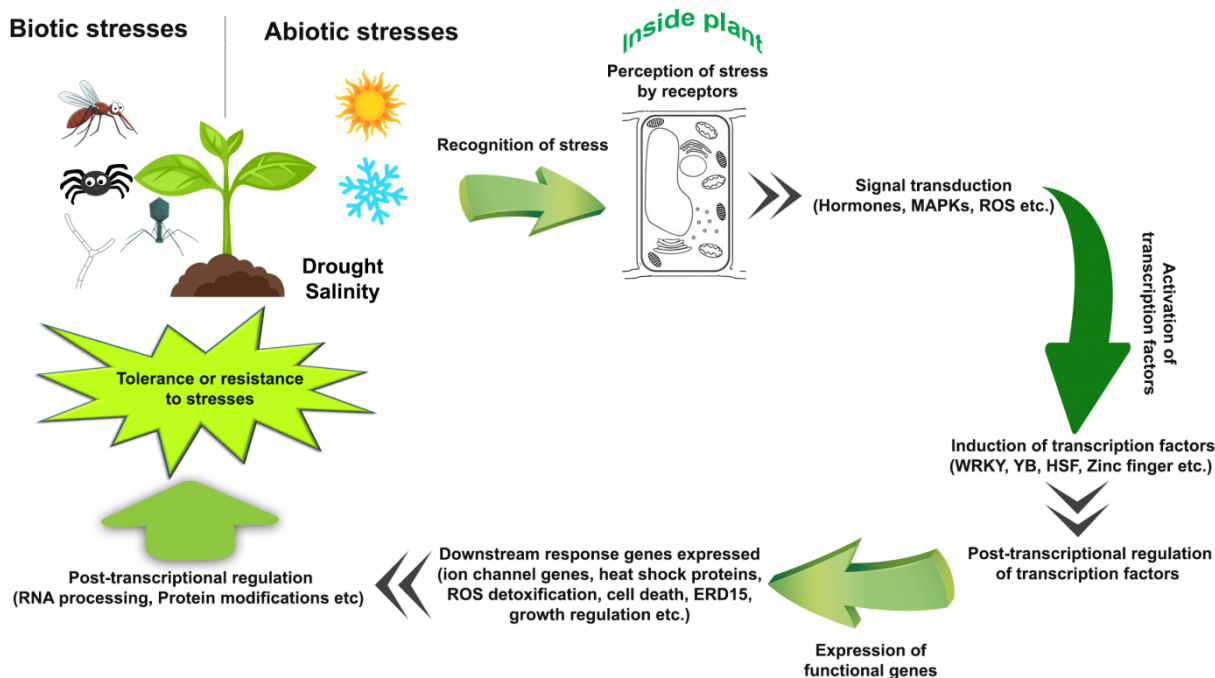 Biotic stresses
Abiotic stresses
Drought
Salinity
Recognition of stress
Inside plant
Perception of stress
by receptors
Signal transduction
(Hormones, MAPKs, ROS etc.)
Activation of
transcription factors
Induction of transcription factors
(WRKY, YB, HSF, Zinc finger etc.)
Post-transcriptional regulation
of transcription factors
Expression of
functional genes
Downstream response genes expressed
(ion channel genes, heat shock proteins,
ROS detoxification, cell death, ERD15,
growth regulation etc.)
Post-transcriptional regulation
(RNA processing, Protein modifications etc)
Tolerance or resistance
to stresses